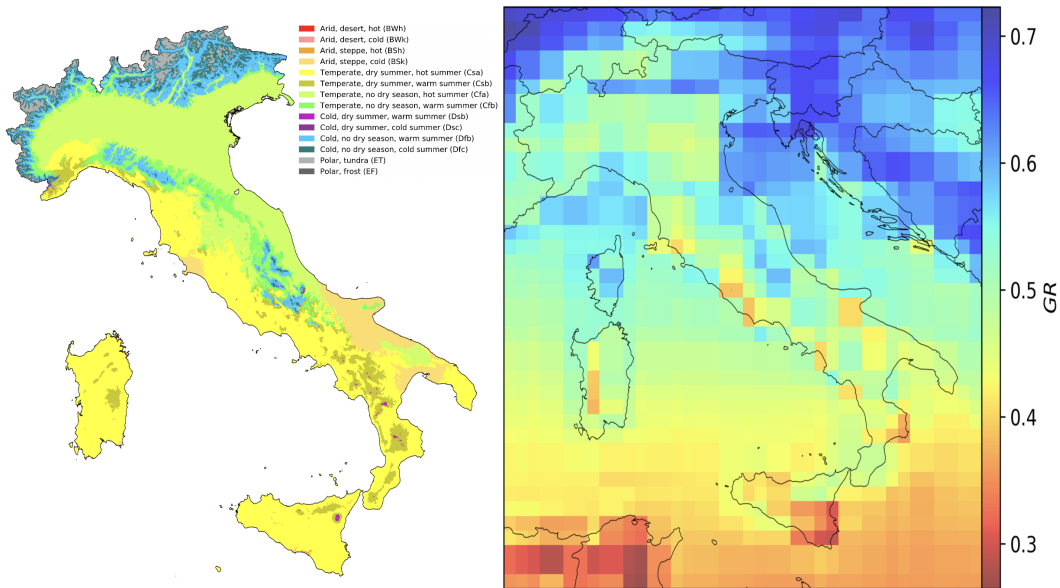 Arid, desert, hot (BWh)
Arid, desert, cold (BWk)
Arid, steppe, hot (BSh)
Arid, steppe, cold (BSk)
Temperate, dry summer, hot summer (Csa)
Temperate, dry summer, warm summer (Csb)
Temperate, no dry season, hot summer (Cfa)
Temperate, no dry season, warm summer (Cfb)
Cold, dry summer, warm summer (Dsb)
Cold, dry summer, cold summer (Dsc)
Cold, no dry season, warm summer (Dfb)
Cold, no dry season, cold summer (Dfc)
Polar, tundra (ET)
Polar, frost (EF)
0.7
0.6
0.5
0.4
0.3
GR